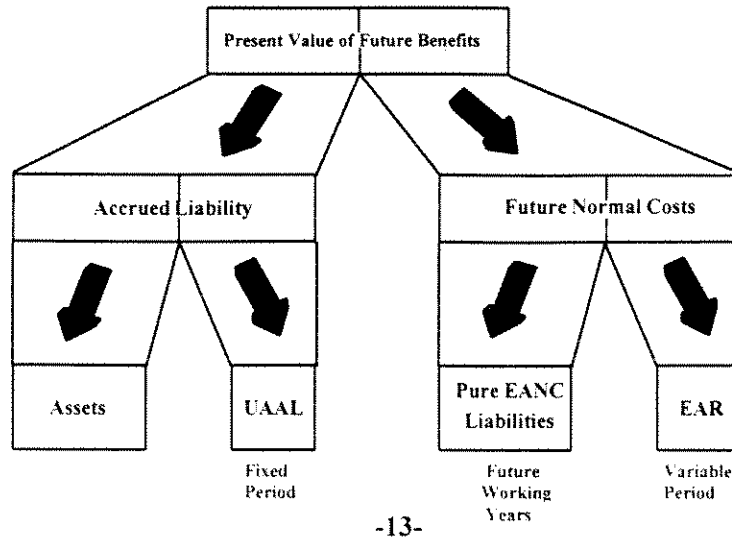 Present Value of Future Benefits
Accrued Liability
Future Normal Costs
Assets
UAAL
Pure EANC
Liabilities
EAR
Fixed
Period
Future
Working
Years
Variable
Period
-13-